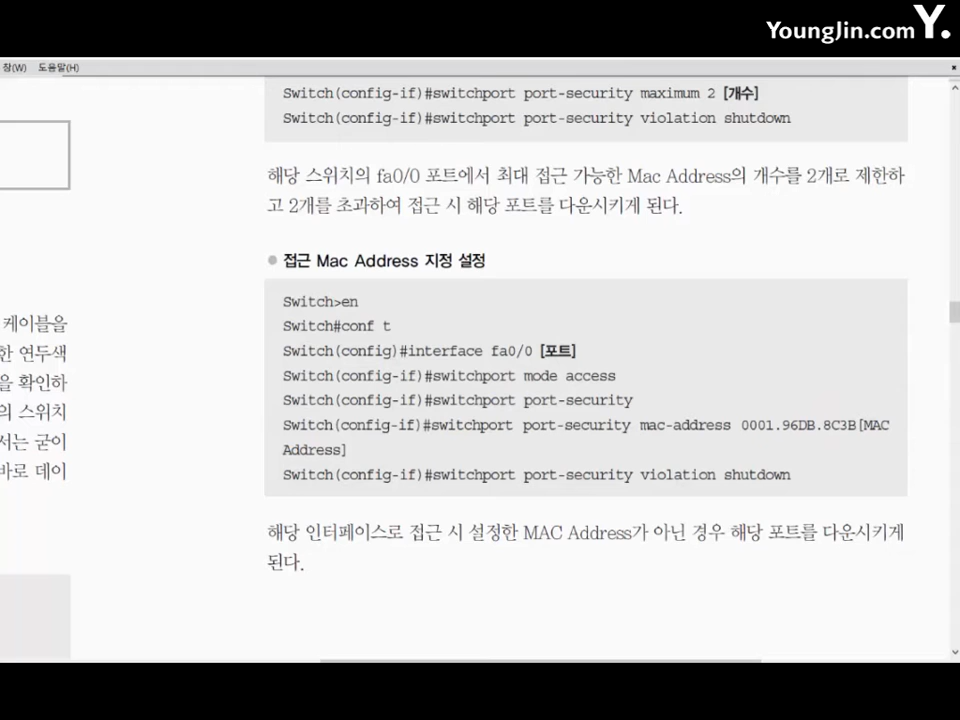 YoungJin.com Y.
창(W) 도움말(H)
Switch(config-if)#switchport port-security maximum 2 [개수]
Switch(config-if)#switchport port-security violation shutdown
해당 스위치의 fa0/0 포트에서 최대 접근 가능한 Mac Address의 개수를 2개로 제한하
고 2개를 초과하여 접근 시 해당 포트를 다운시키게 된다.
접근 Mac Address 지정 설정
Switch>en
Switch#conf t
Switch(config)#interface fa0/0 [포트]
Switch(config-if)#switchport mode access
Switch(config-if)#switchport port-security
Switch(config-if)#switchport port-security mac-address 0001.96DB.8C3B[MAC
Address]
Switch(config-if)#switchport port-security violation shutdown
해당 인터페이스로 접근 시 설정한 MAC Address가 아닌 경우 해당 포트를 다운시키게
된다.
케이블을
한 연두색
을 확인하
의 스위치
서는 굳이
바로 데이